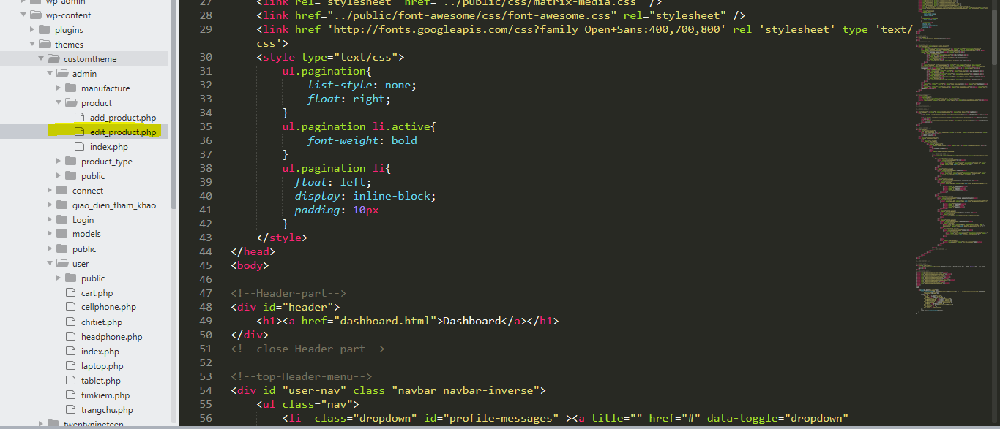 wp-admin
wp-content
plugins
themes
customtheme
admin
manufacture
product
add_product.php
edit_product.php
index.php
product_type
public
connect
giao_dien_tham_khao
Login
models
public
user
public
cart.php
cellphone.php
chitiet.php
headphone.php
index.php
laptop.php
tablet.php
timkiem.php
trangchu.php
twentynineteen
27 <link rel="stylesheet" href="../public/css/matrix-media.css" />
28 <link href="../public/font-awesome/css/font-awesome.css" rel="stylesheet" />
29 <link href='http://fonts.googleapis.com/css?family=Open+Sans:400,700,800' rel='stylesheet' type='text/
css'>
30 <style type="text/css">
31 ul.pagination{
32 list-style: none;
33 float: right;
34 }
35 ul.pagination li.active{
36 font-weight: bold
37 }
38 ul.pagination li{
39 float: left;
40 display: inline-block;
41 padding: 10px
42 }
43 </style>
44 </head>
45 <body>
46
47 <!--Header-part-->
48 <div id="header">
49 <h1><a href="dashboard.html">Dashboard</a></h1>
50 </div>
51 <!--close-Header-part-->
52
53 <!--top-Header-menu-->
54 <div id="user-nav" class="navbar navbar-inverse">
55 <ul class="nav">
56 <li  class="dropdown" id="profile-messages" ><a title="" href="#" data-toggle="dropdown"